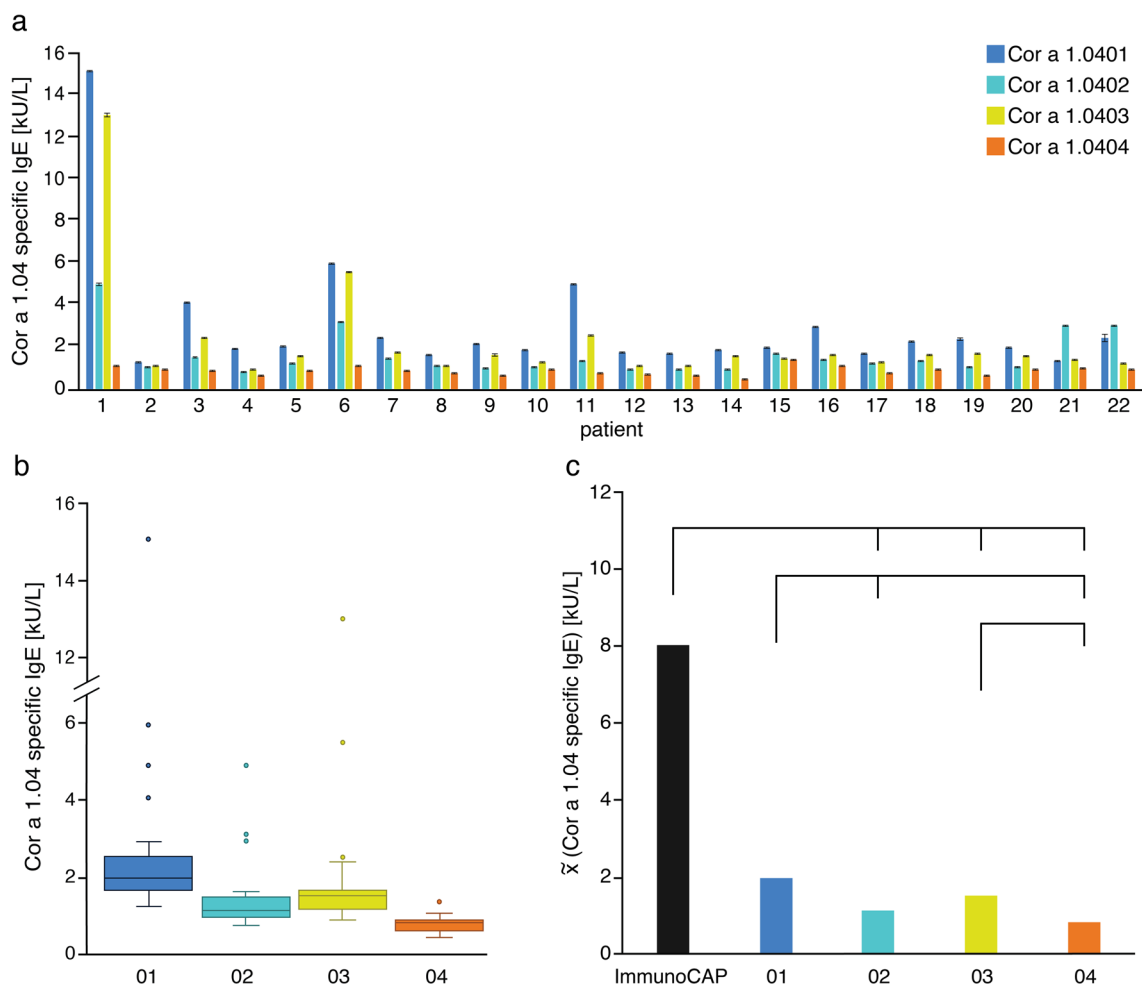 a
Cor a 1.04 specific IgE [kU/L]
16
14
12
10
8
6
4
2
0
1 2 3 4 5 6 7 8 9 10 11 12 13 14 15 16 17 18 19 20 21 22
patient
Cor a 1.0401
Cor a 1.0402
Cor a 1.0403
Cor a 1.0404
b
Cor a 1.04 specific IgE [kU/L]
16
14
12
6
4
2
0
01 02 03 04
c
x̃ (Cor a 1.04 specific IgE) [kU/L]
12
10
8
6
4
2
0
ImmunoCAP 01 02 03 04